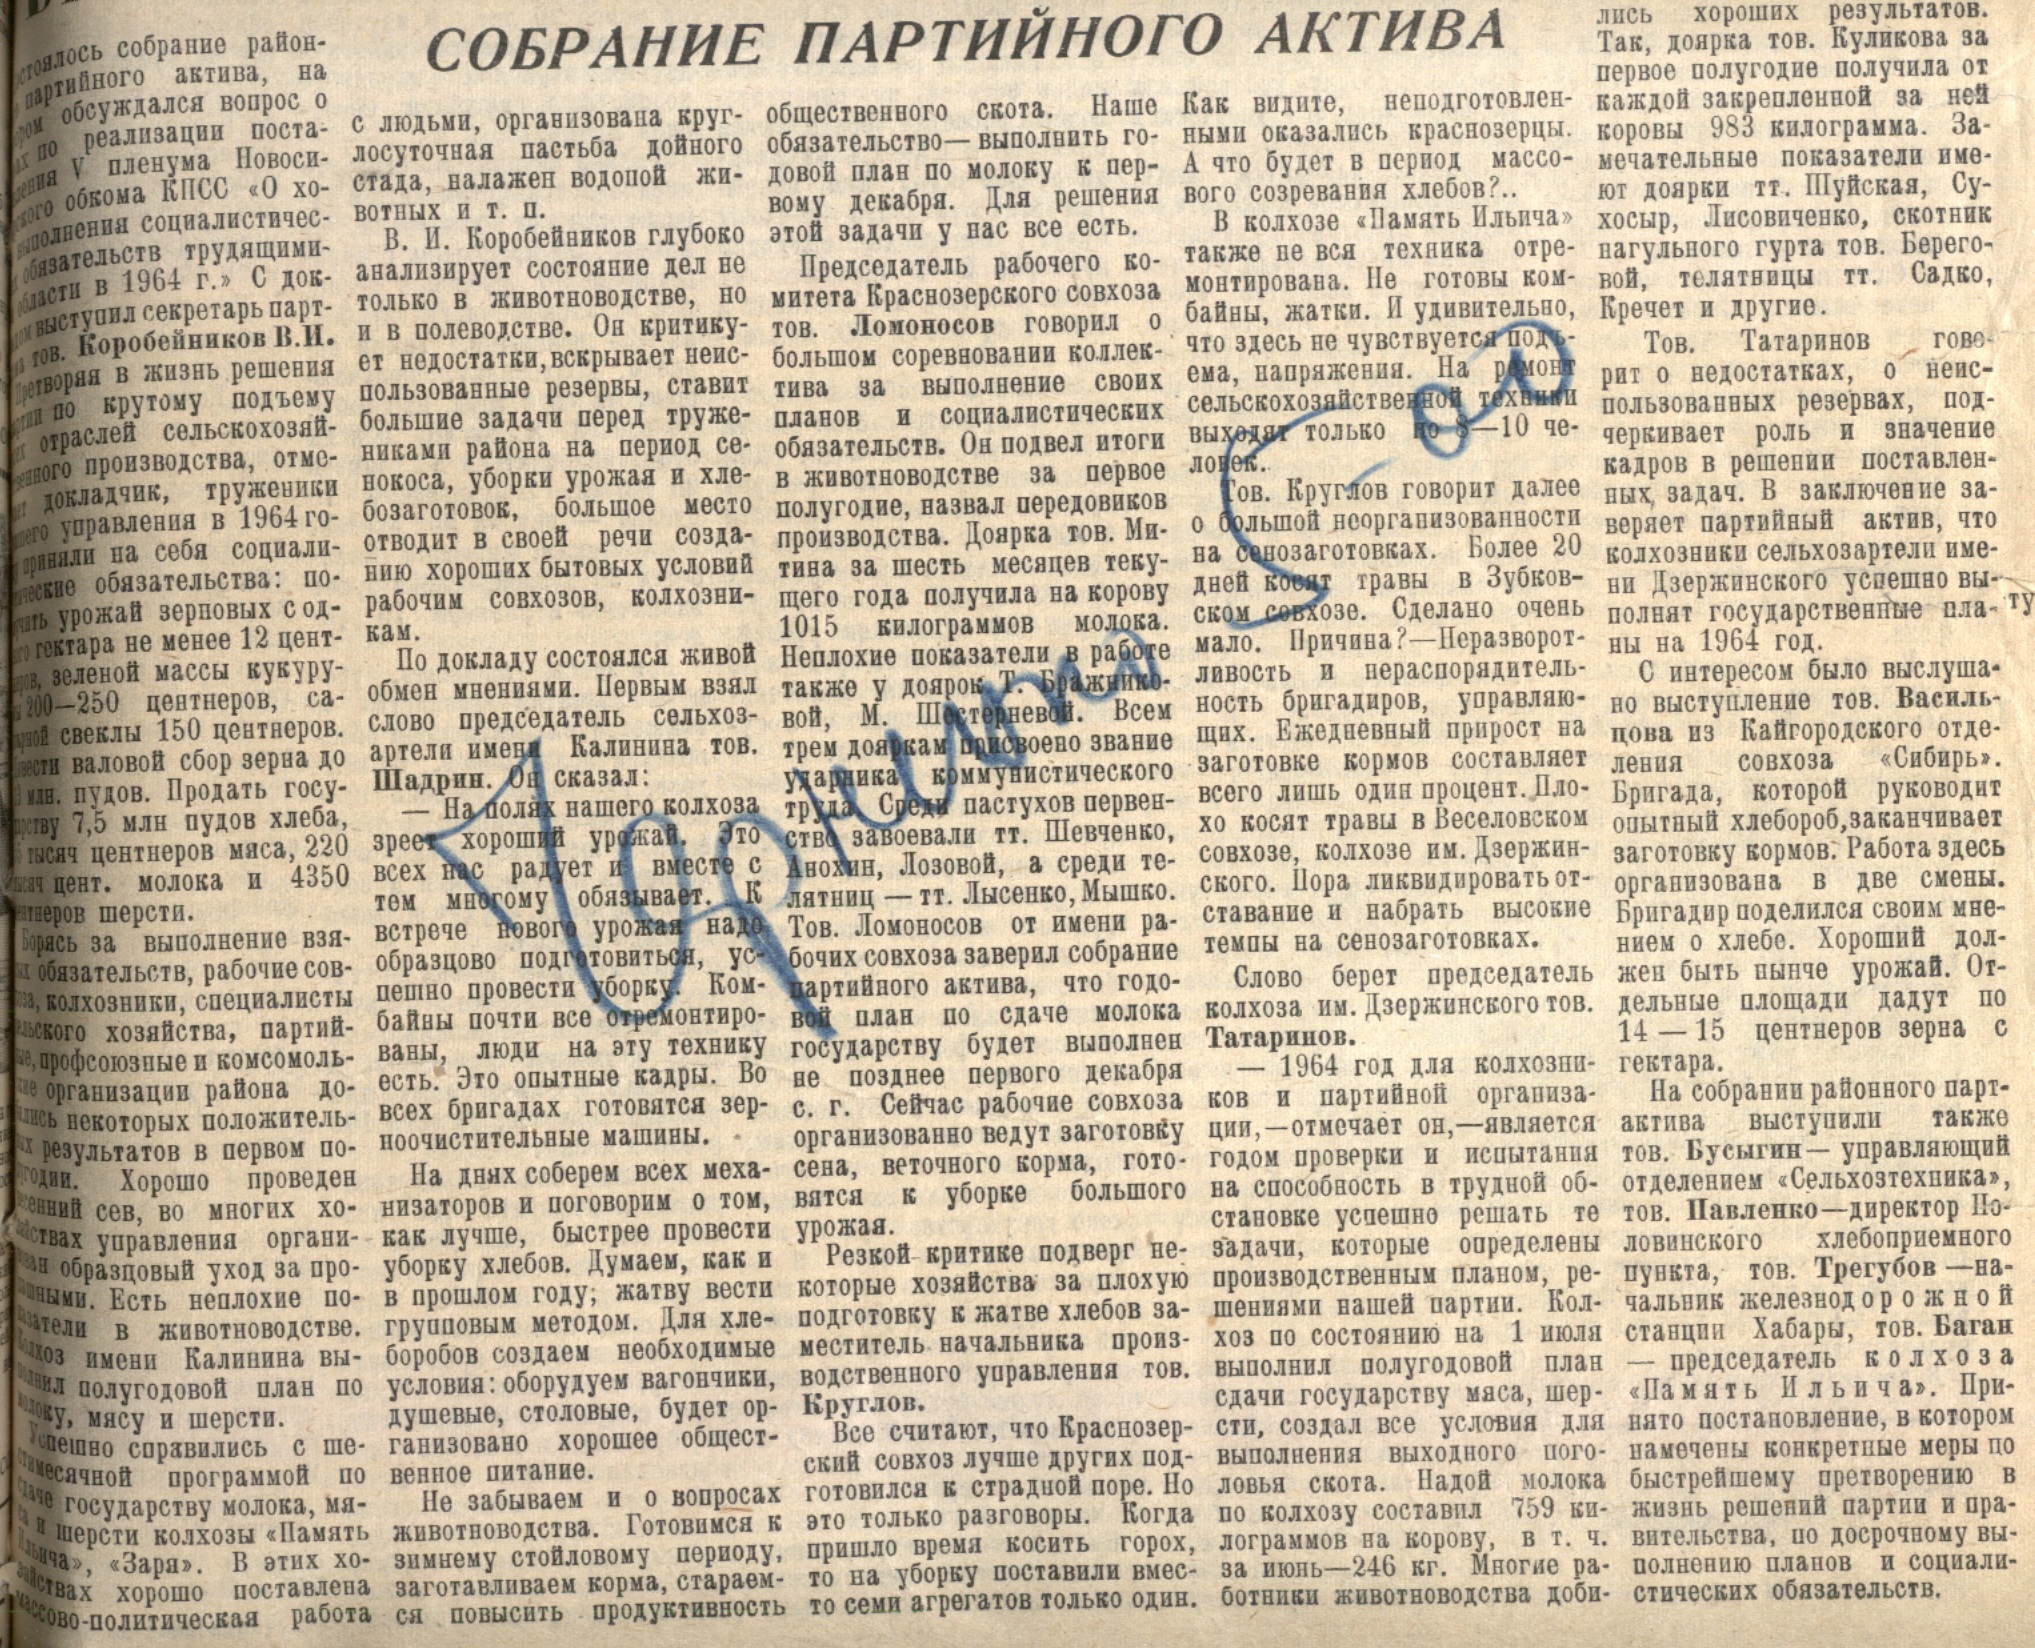 СОБРАНИЕ ПАРТИЙНОГО АКТИВА
собрание район-
партийного актива, на
обсуждался вопрос о
по реализации поста-
V пленума Новоси-
обкома КПСС «О хо-
социалистичес-
обязательств трудящими-
в 1964 г.» С док-
выступил секретарь парт-
тов. Коробейников В.И.
в жизнь решения
по крутому подъему
отраслей сельскохозяй-
производства, отме-
докладчик, труженики
управления в 1964 го-
приняли на себя социали-
обязательства: по-
урожай зерновых с од-
гектара не менее 12 цент-
зеленой массы кукуру-
200—250 центнеров, са-
свеклы 150 центнеров.
валовой сбор зерна до
млн. пудов. Продать госу-
7,5 млн пудов хлеба,
тысяч центнеров мяса, 220
цент. молока и 4350
шерсти.
Борясь за выполнение взя-
обязательств, рабочие сов-
колхозники, специалисты
хозяйства, партий-
профсоюзные и комсомоль-
организации района до-
некоторых положитель-
результатов в первом по-
Хорошо проведен
сев, во многих хо-
управления органи-
образцовый уход за про-
Есть неплохие по-
в животноводстве.
имени Калинина вы-
полугодовой план по
мясу и шерсти.
Успешно справились с ше-
программой по
государству молока, мя-
и шерсти колхозы «Память
«Заря». В этих хо-
хорошо поставлена
массово-политическая работа
с людьми, организована круг-
лосуточная пастьба дойного
стада, налажен водопой жи-
вотных и т. п.
В. И. Коробейников глубоко
анализирует состояние дел не
только в животноводстве, но
и в полеводстве. Он критику-
ет недостатки, вскрывает неис-
пользованные резервы, ставит
большие задачи перед труже-
никами района на период се-
нокоса, уборки урожая и хле-
бозаготовок, большое место
отводит в своей речи созда-
нию хороших бытовых условий
рабочим совхозов, колхозни-
кам.
По докладу состоялся живой
обмен мнениями. Первым взял
слово председатель сельхоз-
артели имени Калинина тов.
Шадрин. Он сказал:
— На полях нашего колхоза
зреет хороший урожай. Это
всех нас радует и вместе с
тем многому обязывает. К
встрече нового урожая надо
образцово подготовиться, ус-
пешно провести уборку. Ком-
байны почти все отремонтиро-
ваны, люди на эту технику
есть. Это опытные кадры. Во
всех бригадах готовятся зер-
ноочистительные машины.
На днях соберем всех меха-
низаторов и поговорим о том,
как лучше, быстрее провести
уборку хлебов. Думаем, как и
в прошлом году, жатву вести
групповым методом. Для хле-
боробов создаем необходимые
условия: оборудуем вагончики,
душевые, столовые, будет ор-
ганизовано хорошее общест-
венное питание.
Не забываем и о вопросах
животноводства. Готовимся к
зимнему стойловому периоду,
заготавливаем корма, стараем-
ся повысить продуктивность
общественного скота. Наше
обязательство— выполнить го-
довой план по молоку к пер-
вому декабря. Для решения
этой задачи у нас все есть.
Председатель рабочего ко-
митета Краснозерского совхоза
тов. Ломоносов говорил о
большом соревновании коллек-
тива за выполнение своих
планов и социалистических
обязательств. Он подвел итоги
в животноводстве за первое
полугодие, назвал передовиков
производства. Доярка тов. Ми-
тина за шесть месяцев теку-
щего года получила на корову
1015 килограммов молока.
Неплохие показатели в работе
также у доярок Т. Бражнико-
вой, М. Шестерневой. Всем
трем дояркам присвоено звание
ударника коммунистического
труда. Среди пастухов первен-
ство завоевали тт. Шевченко,
Анохин, Лозовой, а среди те-
лятниц — тт. Лысенко, Мышко.
Тов. Ломоносов от имени ра-
бочих совхоза заверил собрание
партийного актива, что годо-
вой план по сдаче молока
государству будет выполнен
не позднее первого декабря
с. г. Сейчас рабочие совхоза
организованно ведут заготовку
сена, веточного корма, гото-
вятся к уборке большого
урожая.
Резкой критике подверг не-
которые хозяйства за плохую
подготовку к жатве хлебов за-
меститель начальника произ-
водственного управления тов.
Круглов.
Все считают, что Краснозер-
ский совхоз лучше других под-
готовился к страдной поре. Но
это только разговоры. Когда
пришло время косить горох,
то на уборку поставили вмес-
то семи агрегатов только один.
Как видите, неподготовлен-
ными оказались краснозерцы.
А что будет в период массо-
вого созревания хлебов?..
В колхозе «Память Ильича»
также не вся техника отре-
монтирована. Не готовы ком-
байны, жатки. И удивительно,
что здесь не чувствуется подъ-
ема, напряжения. На ремонт
сельскохозяйственной техники
выходят только по 8—10 че-
ловек.
Тов. Круглов говорит далее
о большой неорганизованности
на сенозаготовках. Более 20
дней косят травы в Зубков-
ском совхозе. Сделано очень
мало. Причина?—Неразворот-
ливость и нераспорядитель-
ность бригадиров, управляю-
щих. Ежедневный прирост на
заготовке кормов составляет
всего лишь один процент. Пло-
хо косят травы в Веселовском
совхозе, колхозе им. Дзержин-
ского. Пора ликвидировать от-
ставание и набрать высокие
темпы на сенозаготовках.
Слово берет председатель
колхоза им. Дзержинского тов.
Татаринов.
— 1964 год для колхозни-
ков и партийной организа-
ции,—отмечает он,—является
годом проверки и испытания
на способность в трудной об-
становке успешно решать те
задачи, которые определены
производственным планом, ре-
шениями нашей партии. Кол-
хоз по состоянию на 1 июля
выполнил полугодовой план
сдачи государству мяса, шер-
сти, создал все условия для
выполнения выходного пого-
ловья скота. Надой молока
по колхозу составил 759 ки-
лограммов на корову, в т. ч.
за июнь—246 кг. Многие ра-
ботники животноводства доби-
лись хороших результатов.
Так, доярка тов. Куликова за
первое полугодие получила от
каждой закрепленной за ней
коровы 983 килограмма. За-
мечательные показатели име-
ют доярки тт. Шуйская, Су-
хосыр, Лисовиченко, скотник
нагульного гурта тов. Берего-
вой, телятницы тт. Садко,
Кречет и другие.
Тов. Татаринов гово-
рит о недостатках, о неис-
пользованных резервах, под-
черкивает роль и значение
кадров в решении поставлен-
ных задач. В заключение за-
веряет партийный актив, что
колхозники сельхозартели име-
ни Дзержинского успешно вы-
полнят государственные пла-
ны на 1964 год.
С интересом было выслуша-
но выступление тов. Василь-
цова из Кайгородского отде-
ления совхоза «Сибирь».
Бригада, которой руководит
опытный хлебороб, заканчивает
заготовку кормов. Работа здесь
организована в две смены.
Бригадир поделился своим мне-
нием о хлебе. Хороший дол-
жен быть нынче урожай. От-
дельные площади дадут по
14 — 15 центнеров зерна с
гектара.
На собрании районного парт-
актива выступили также
тов. Бусыгин— управляющий
отделением «Сельхозтехника»,
тов. Павленко—директор По-
ловинского хлебоприемного
пункта, тов. Трегубов —на-
чальник железнодорожной
станции Хабары, тов. Баган
— председатель колхоза
«Память Ильича». При-
нято постановление, в котором
намечены конкретные меры по
быстрейшему претворению в
жизнь решений партии и пра-
вительства, по досрочному вы-
полнению планов и социали-
стических обязательств.
ту